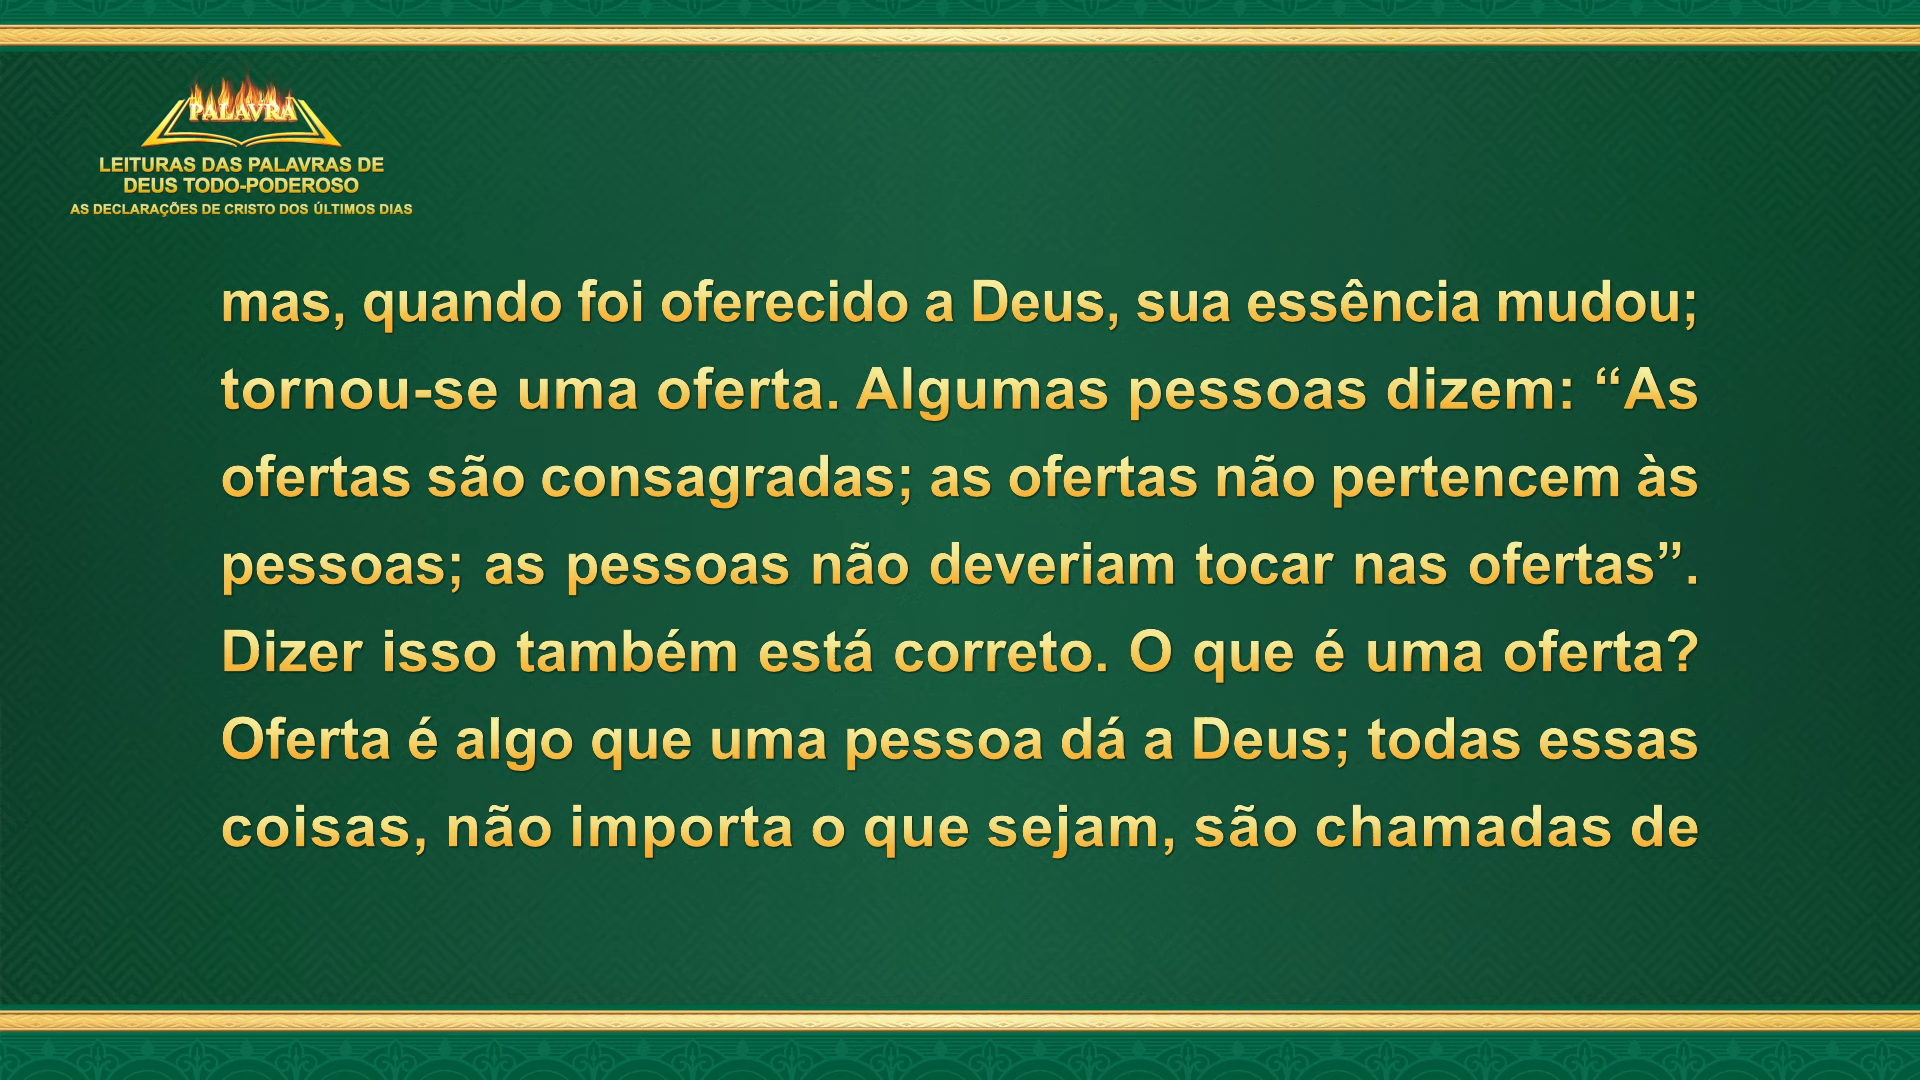 PALAVRA
LEITURAS DAS PALAVRAS DE
DEUS TODO-PODEROSO
AS DECLARAÇÕES DE CRISTO DOS ÚLTIMOS DIAS
mas, quando foi oferecido a Deus, sua essência mudou;
tornou-se uma oferta. Algumas pessoas dizem: “As
ofertas são consagradas; as ofertas não pertencem às
pessoas; as pessoas não deveriam tocar nas ofertas”.
Dizer isso também está correto. O que é uma oferta?
Oferta é algo que uma pessoa dá a Deus; todas essas
coisas, não importa o que sejam, são chamadas de